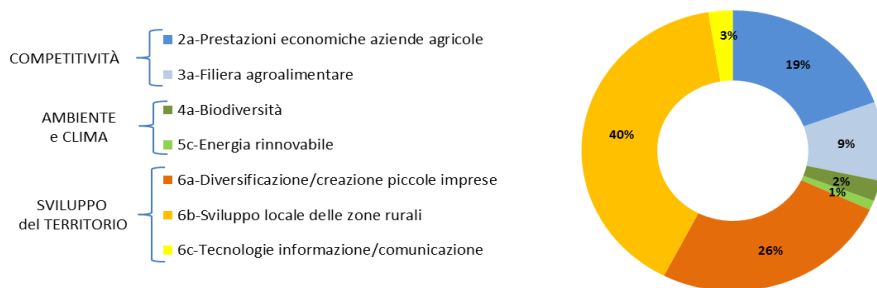 COMPETITIVITÀ
2a-Prestazioni economiche aziende agricole
3a-Filiera agroalimentare
AMBIENTE
e CLIMA
4a-Biodiversità
5c-Energia rinnovabile
SVILUPPO
del TERRITORIO
6a-Diversificazione/creazione piccole imprese
6b-Sviluppo locale delle zone rurali
6c-Tecnologie informazione/comunicazione
3%
19%
9%
2%
1%
26%
40%